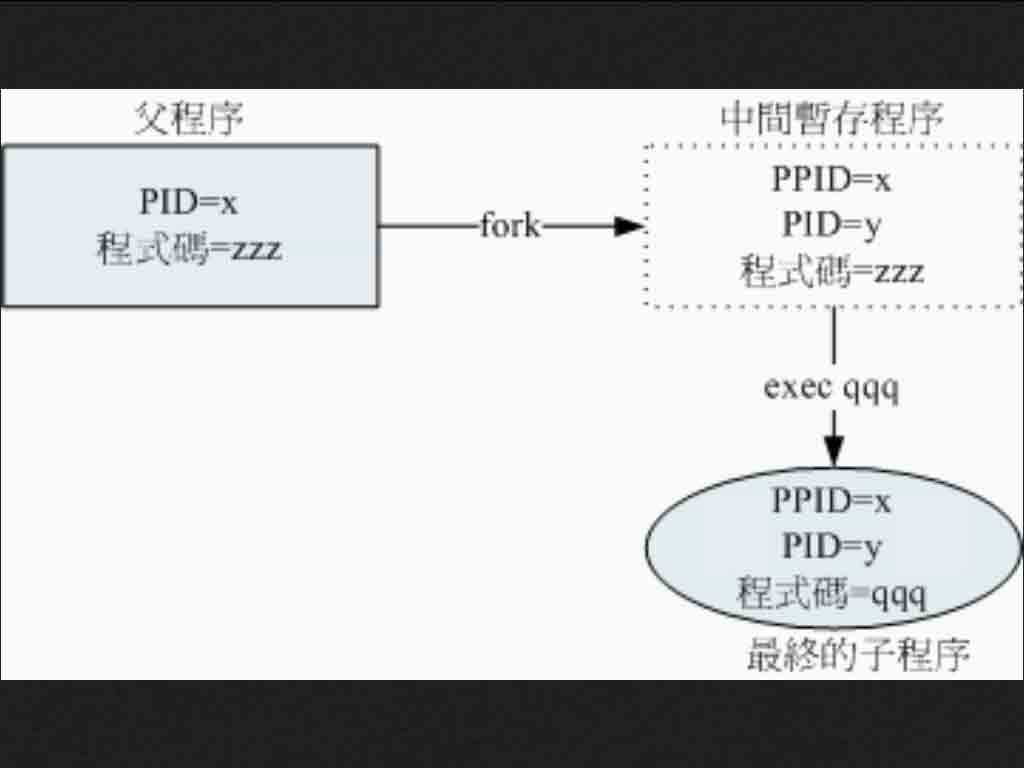 父程序
PID=x
程式碼=zzz
fork
中間暫存程序
PPID=x
PID=y
程式碼=zzz
exec qqq
PPID=x
PID=y
程式碼=qqq
最終的子程序